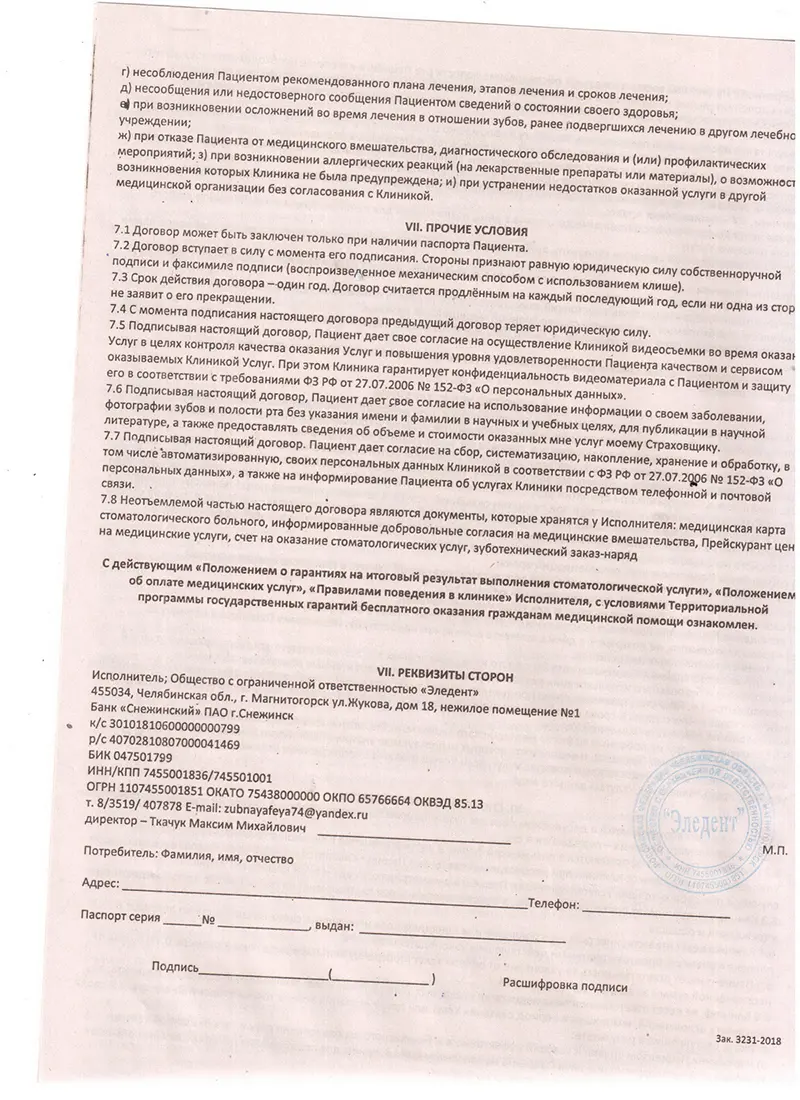 г) несоблюдения Пациентом рекомендованного плана лечения, этапов лечения и сроков лечения;
д) несообщения или недостоверного сообщения Пациентом сведений о состоянии своего здоровья;
е) при возникновении осложнений во время лечения в отношении зубов, ранее подвергшихся лечению в другом лечебно
учреждении;
ж) при отказе Пациента от медицинского вмешательства, диагностического обследования и (или) профилактических
мероприятий; з) при возникновении аллергических реакций (на лекарственные препараты или материалы), о возможност
возникновения которых Клиника не была предупреждена; и) при устранении недостатков оказанной услуги в другой
медицинской организации без согласования с Клиникой.
VII. ПРОЧИЕ УСЛОВИЯ
7.1 Договор может быть заключен только при наличии паспорта Пациента.
7.2 Договор вступает в силу с момента его подписания. Стороны признают равную юридическую силу собственноручной
подписи и факсимиле подписи (воспроизведенное механическим способом с использованием клише).
7.3 Срок действия договора – один год. Договор считается продлённым на каждый последующий год, если ни одна из стор
не заявит о его прекращении.
7.4 С момента подписания настоящего договора предыдущий договор теряет юридическую силу.
7.5 Подписывая настоящий договор, Пациент дает свое согласие на осуществление Клиникой видеосъемки во время оказан
Услуг в целях контроля качества оказания Услуг и повышения уровня удовлетворенности Пациента качеством и сервисом
оказываемых Клиникой Услуг. При этом Клиника гарантирует конфиденциальность видеоматериала с Пациентом и защиту
его в соответствии с требованиями ФЗ РФ от 27.07.2006 № 152-ФЗ «О персональных данных».
7.6 Подписывая настоящий договор, Пациент дает свое согласие на использование информации о своем заболевании,
фотографии зубов и полости рта без указания имени и фамилии в научных и учебных целях, для публикации в научной
литературе, а также предоставлять сведения об объеме и стоимости оказанных мне услуг моему Страховщику.
7.7 Подписывая настоящий договор. Пациент дает согласие на сбор, систематизацию, накопление, хранение и обработку, в
том числе автоматизированную, своих персональных данных Клиникой в соответствии с ФЗ РФ от 27.07.2006 № 152-ФЗ «О
персональных данных», а также на информирование Пациента об услугах Клиники посредством телефонной и почтовой
связи.
7.8 Неотъемлемой частью настоящего договора являются документы, которые хранятся у Исполнителя: медицинская карта
стоматологического больного, информированные добровольные согласия на медицинские вмешательства, Прейскурант цен
на медицинские услуги, счет на оказание стоматологических услуг, зуботехнический заказ-наряд
С действующим «Положением о гарантиях на итоговый результат выполнения стоматологической услуги», «Положением
об оплате медицинских услуг», «Правилами поведения в клинике» Исполнителя, с условиями Территориальной
программы государственных гарантий бесплатного оказания гражданам медицинской помощи ознакомлен.
VII. РЕКВИЗИТЫ СТОРОН
Исполнитель; Общество с ограниченной ответственностью «Эледент»
455034, Челябинская обл., г. Магнитогорск ул.Жукова, дом 18, нежилое помещение №1
Банк «Снежинский» ПАО г.Снежинск
к/с 30101810600000000799
р/с 40702810807000041469
БИК 047501799
ИНН/КПП 7455001836/745501001
ОГРН 1107455001851 ОКАТО 75438000000 ОКПО 65766664 ОКВЭД 85.13
т. 8/3519/ 407878 E-mail: zubnayafeya74@yandex.ru
директор – Ткачук Максим Михайлович
"Эледент"
М.П.
Потребитель: Фамилия, имя, отчество
Адрес: Телефон:
Паспорт серия № , выдан:
Подпись ( ) Расшифровка подписи
Зак. 3231-2018